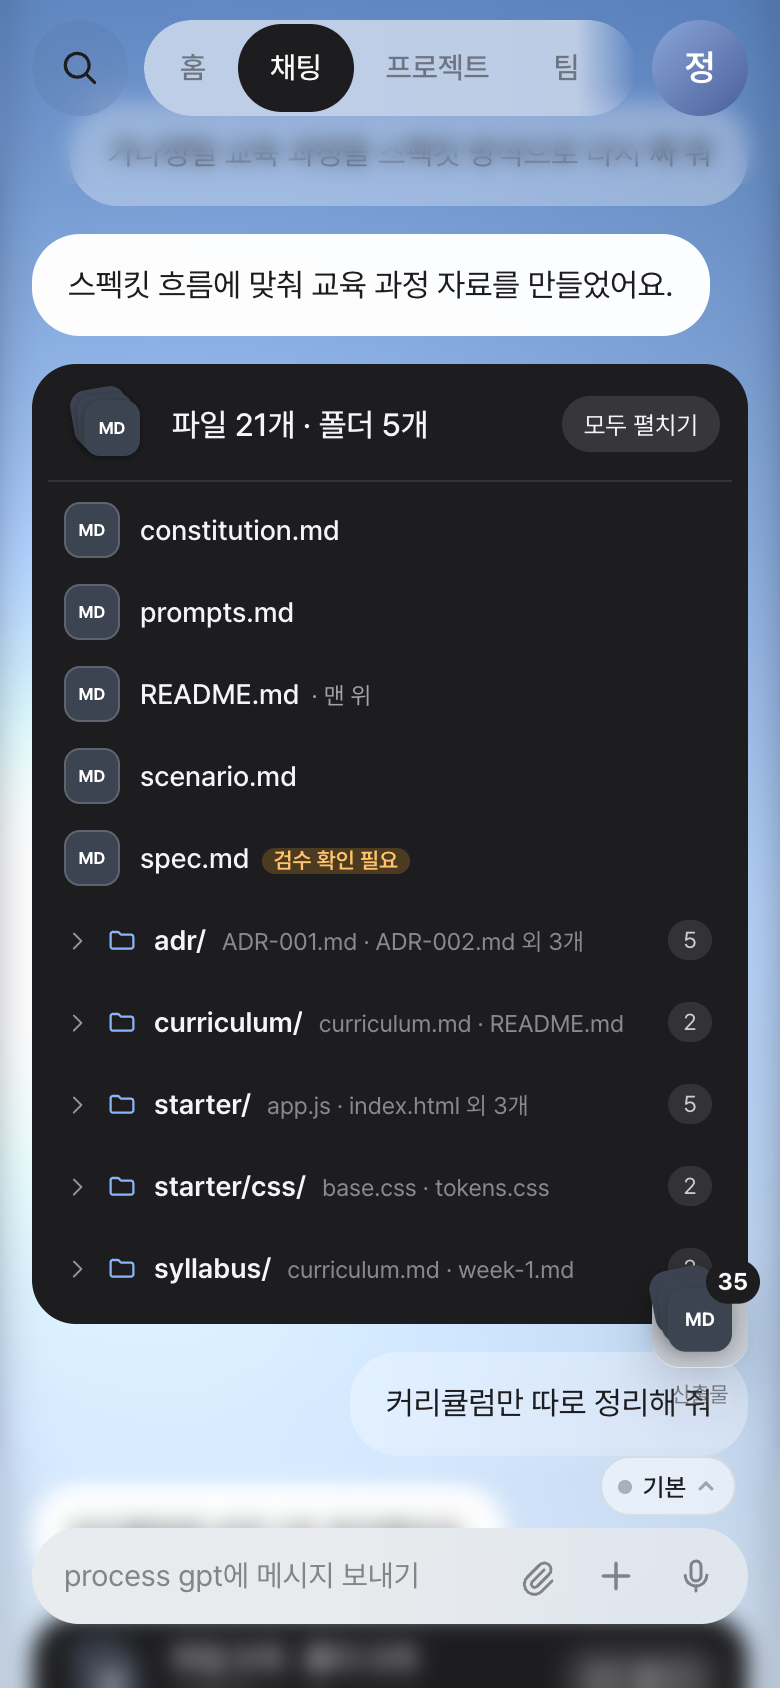 홈
채팅
프로젝트
팀
정
스펙킷 흐름에 맞춰 교육 과정 자료를 만들었어요.
MD
파일 21개 · 폴더 5개
모두 펼치기
MD constitution.md
MD prompts.md
MD README.md · 맨 위
MD scenario.md
MD spec.md 검수 확인 필요
adr/ ADR-001.md · ADR-002.md 외 3개 5
curriculum/ curriculum.md · README.md 2
starter/ app.js · index.html 외 3개 5
starter/css/ base.css · tokens.css 2
syllabus/ curriculum.md · week-1.md
35
MD
산출물
커리큘럼만 따로 정리해 줘
기본
process gpt에 메시지 보내기